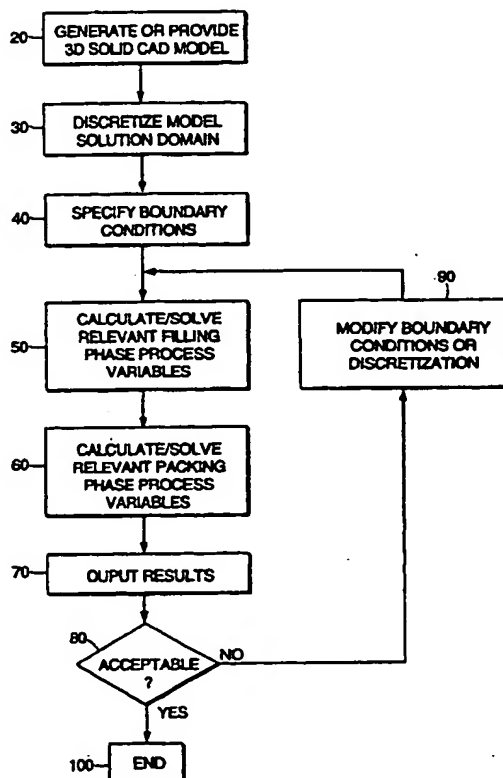 20
GENERATE OR PROVIDE
3D SOLID CAD MODEL
30
DISCRETIZE MODEL
SOLUTION DOMAIN
40
SPECIFY BOUNDARY
CONDITIONS
90
MODIFY BOUNDARY
CONDITIONS OR
DISCRETIZATION
50
CALCULATE/SOLVE
RELEVANT FILLING
PHASE PROCESS
VARIABLES
60
CALCULATE/SOLVE
RELEVANT PACKING
PHASE PROCESS
VARIABLES
70
OUPUT RESULTS
80
ACCEPTABLE
?
NO
YES
100
END